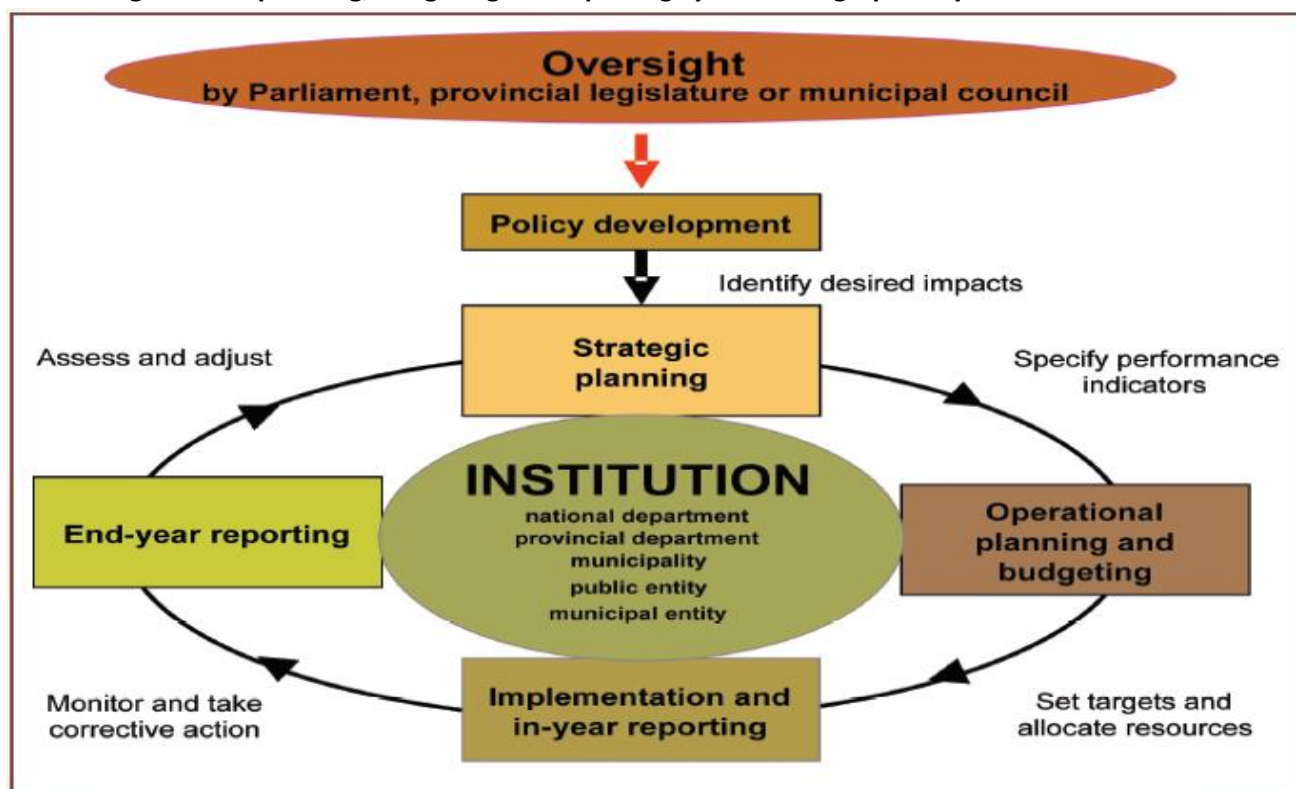 Oversight
by Parliament, provincial legislature or municipal council
Policy development
Identify desired impacts
Strategic
planning
Assess and adjust
Specify performance
indicators
INSTITUTION
national department
provincial department
municipality
public entity
municipal entity
End-year reporting
Operational
planning and
budgeting
Monitor and take
corrective action
Implementation and
in-year reporting
Set targets and
allocate resources